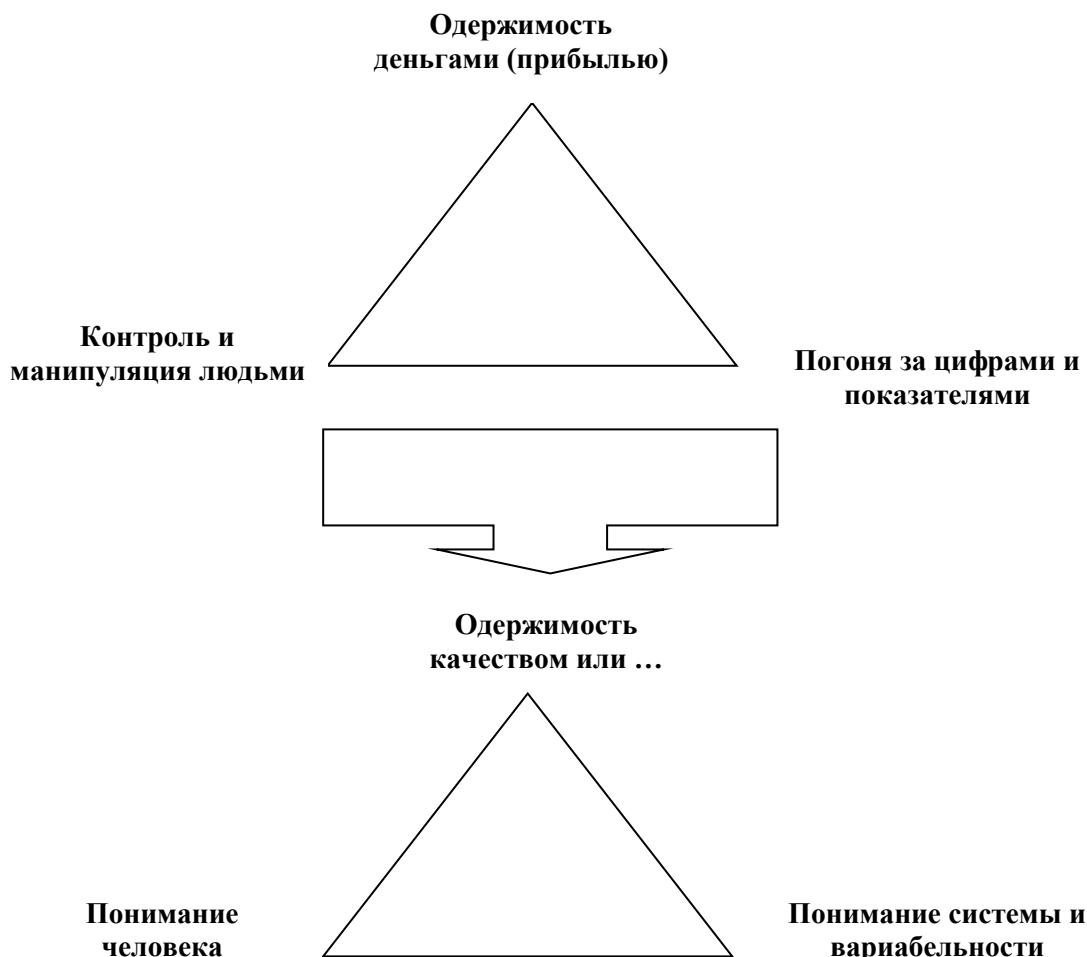 Одержимость
деньгами (прибылью)
Контроль и
манипуляция людьми
Погоня за цифрами и
показателями
Одержимость
качеством или …
Понимание
человека
Понимание системы и
вариабельности